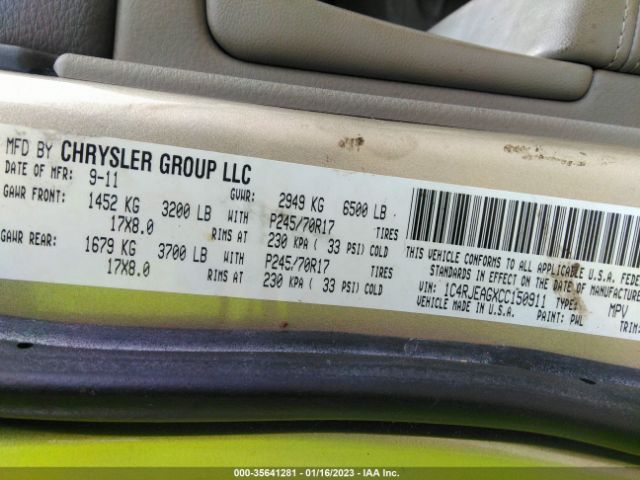 MFD BY CHRYSLER GROUP LLC
DATE OF MFR: 9-11 GVWR: 2949 KG 6500 LB
GAWR FRONT: 1452 KG 3200 LB WITH P245/70R17 TIRES
17X8.0 RIMS AT 230 KPA ( 33 PSI) COLD
GAWR REAR: 1679 KG 3700 LB WITH P245/70R17 TIRES
17X8.0 RIMS AT 230 KPA ( 33 PSI) COLD
THIS VEHICLE CONFORMS TO ALL APPLICABLE U.S.A. FEDE
STANDARDS IN EFFECT ON THE DATE OF MANUFAC
VIN: 1C4RJEAGXCC150911 TYPE: MPV
VEHICLE MADE IN U.S.A. PAINT: PWL TRIM:
000-35641281 - 01/16/2023 - IAA Inc.